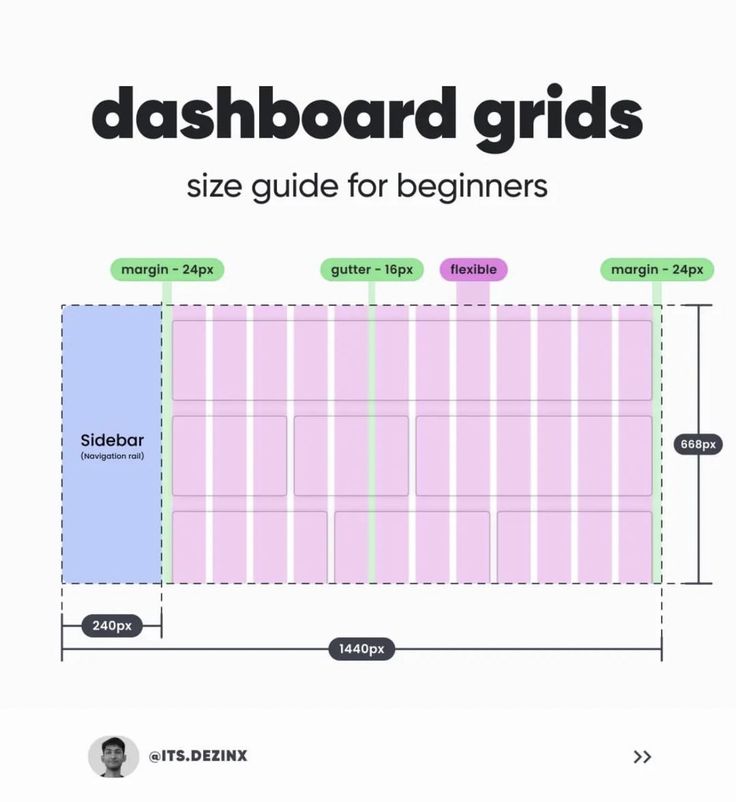 dashboard grids
size guide for beginners
margin - 24px
gutter - 16px
flexible
margin - 24px
Sidebar
(Navigation rail)
668px
240px
1440px
@ITS.DEZINX